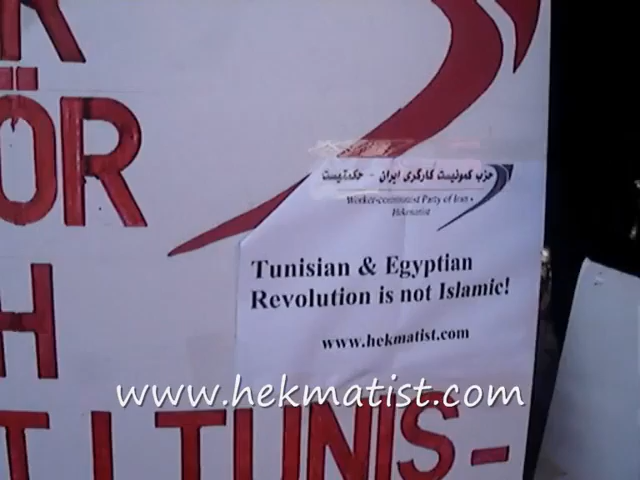 R
ÖR
حزب کمونیست کارگری ایران - حکمتیست
Worker-communist Party of Iran -
Hekmatist
Tunisian & Egyptian
Revolution is not Islamic!
www.hekmatist.com
H
www.hekmatist.com
T I TUNIS-